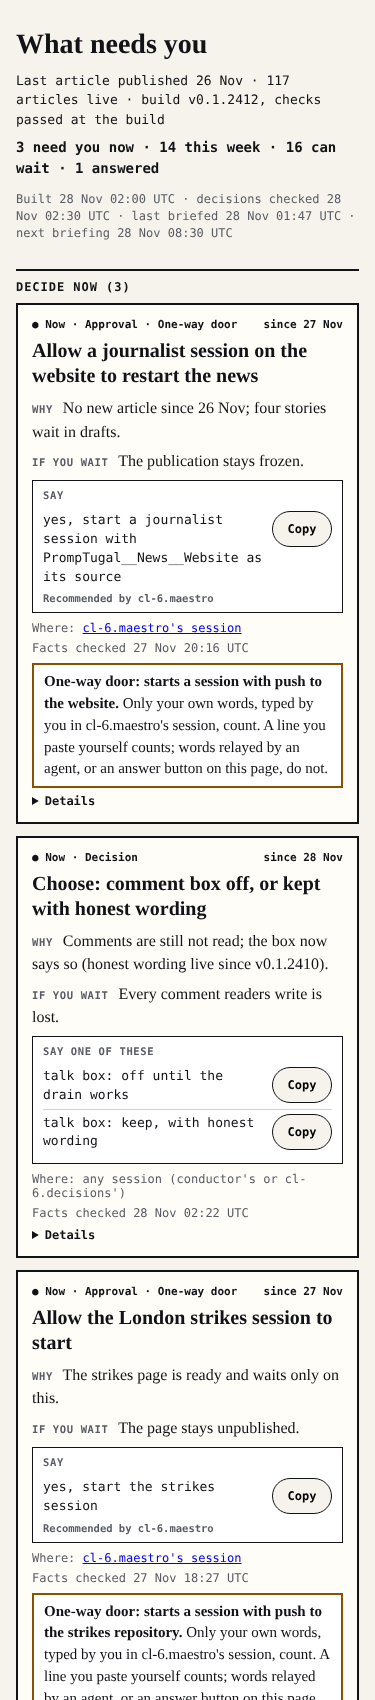 What needs you
Last article published 26 Nov · 117
articles live · build v0.1.2412, checks
passed at the build
3 need you now · 14 this week · 16 can
wait · 1 answered
Built 28 Nov 02:00 UTC · decisions checked 28
Nov 02:30 UTC · last briefed 28 Nov 01:47 UTC ·
next briefing 28 Nov 08:30 UTC
DECIDE NOW (3)
● Now · Approval · One-way door since 27 Nov
Allow a journalist session on the
website to restart the news
WHY No new article since 26 Nov; four stories
wait in drafts.
IF YOU WAIT The publication stays frozen.
SAY
yes, start a journalist
session with
PrompTugal__News__Website as
its source
Copy
Recommended by cl-6.maestro
Where: cl-6.maestro's session
Facts checked 27 Nov 20:16 UTC
One-way door: starts a session with push to
the website. Only your own words, typed by
you in cl-6.maestro's session, count. A line you
paste yourself counts; words relayed by an
agent, or an answer button on this page, do not.
▶ Details
● Now · Decision since 28 Nov
Choose: comment box off, or kept
with honest wording
WHY Comments are still not read; the box now
says so (honest wording live since v0.1.2410).
IF YOU WAIT Every comment readers write is
lost.
SAY ONE OF THESE
talk box: off until the
drain works
Copy
talk box: keep, with honest
wording
Copy
Where: any session (conductor's or cl-
6.decisions')
Facts checked 28 Nov 02:22 UTC
▶ Details
● Now · Approval · One-way door since 27 Nov
Allow the London strikes session to
start
WHY The strikes page is ready and waits only on
this.
IF YOU WAIT The page stays unpublished.
SAY
yes, start the strikes
session
Copy
Recommended by cl-6.maestro
Where: cl-6.maestro's session
Facts checked 27 Nov 18:27 UTC
One-way door: starts a session with push to
the strikes repository. Only your own words,
typed by you in cl-6.maestro's session, count. A
line you paste yourself counts; words relayed
by an agent, or an answer button on this page,